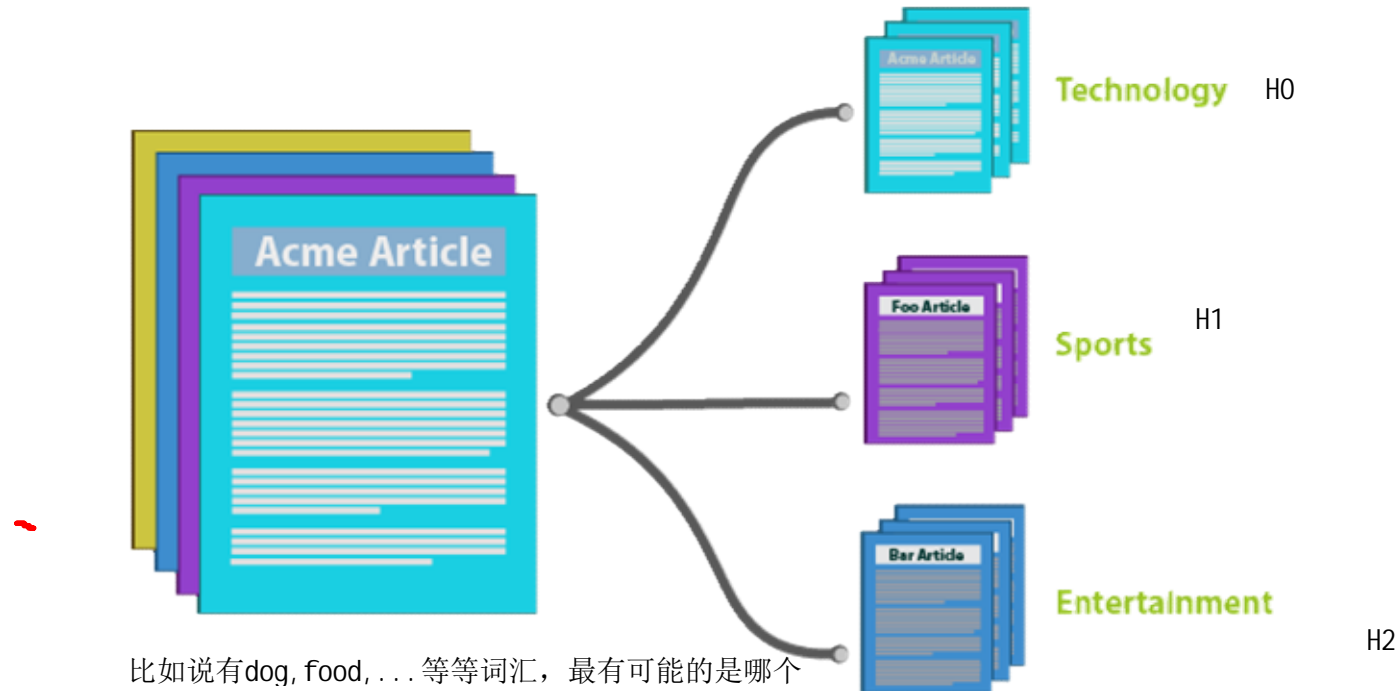 Acme Article
Technology H0
Acme Article
Foo Article
H1
Sports
Bar Article
Entertainment
H2
比如说有dog,food,...等等词汇，最有可能的是哪个